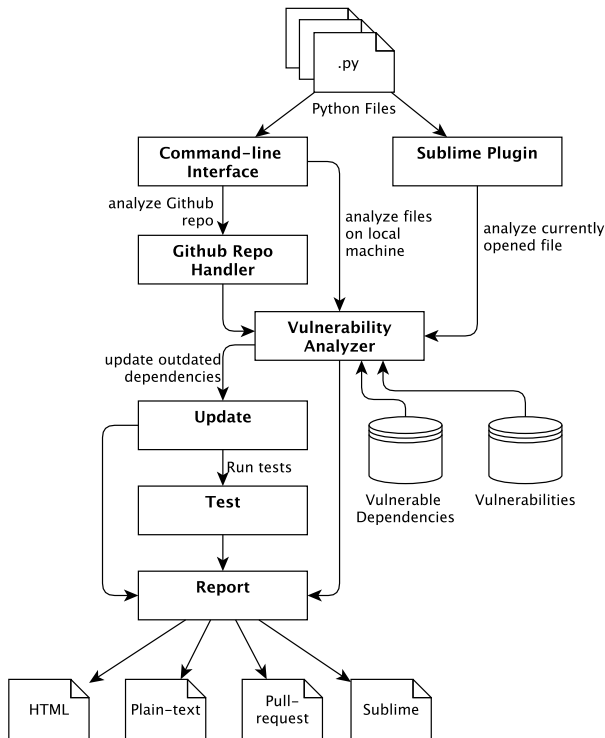 .py
Python Files
Command-line
Interface
Sublime Plugin
analyze Github
repo
analyze files
on local
machine
analyze currently
opened file
Github Repo
Handler
Vulnerability
Analyzer
update outdated
dependencies
Update
Run tests
Vulnerable
Dependencies
Vulnerabilities
Test
Report
HTML
Plain-text
Pull-
request
Sublime